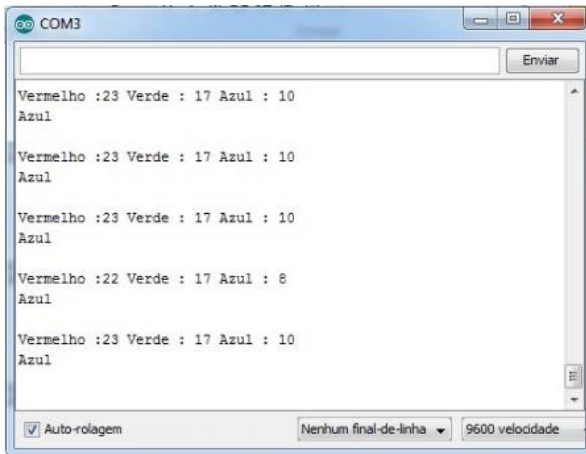 COM3
Enviar
Vermelho :23 Verde : 17 Azul : 10
Azul
Vermelho :23 Verde : 17 Azul : 10
Azul
Vermelho :23 Verde : 17 Azul : 10
Azul
Vermelho :22 Verde : 17 Azul : 8
Azul
Vermelho :23 Verde : 17 Azul : 10
Azul
Auto-rolagem Nenhum final-de-linha 9600 velocidade